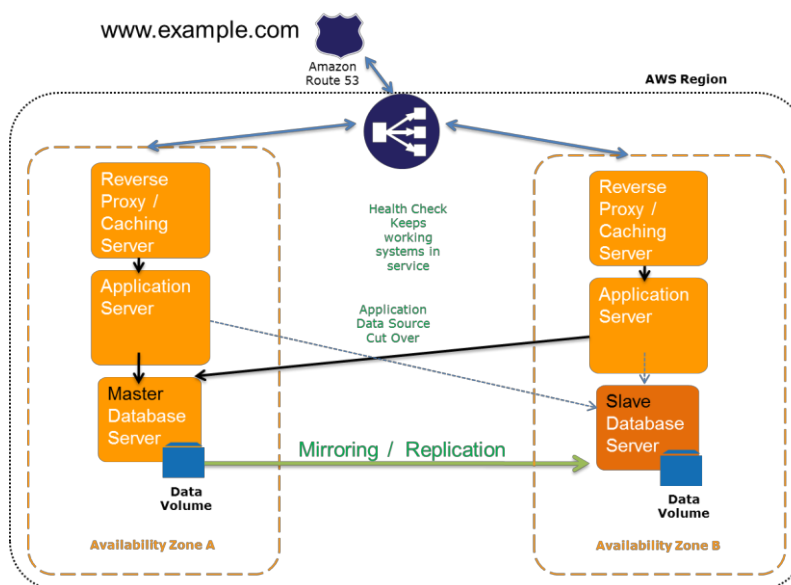 www.example.com
Amazon
Route 53
AWS Region
Reverse
Proxy /
Caching
Server
Application
Server
Master
Database
Server
Data
Volume
Availability Zone A
Health Check
Keeps
working
systems in
service
Application
Data Source
Cut Over
Mirroring / Replication
Reverse
Proxy /
Caching
Server
Application
Server
Slave
Database
Server
Data
Volume
Availability Zone B